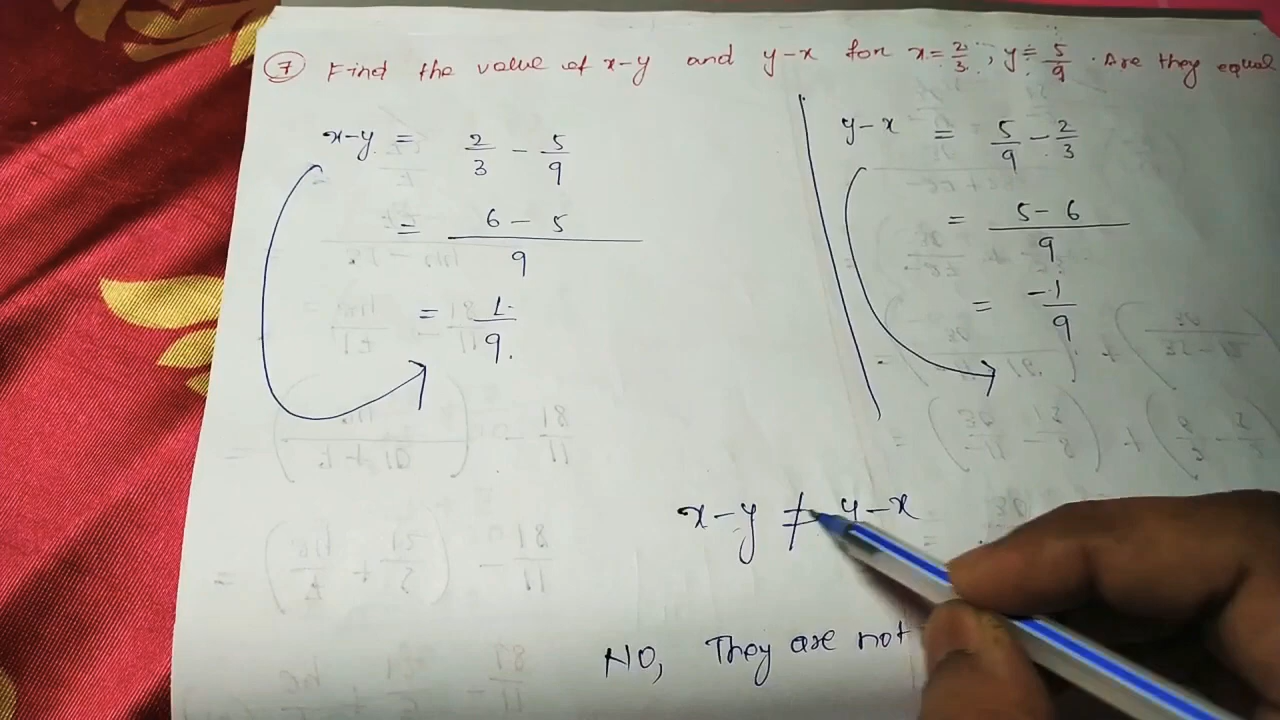 ⑦ Find the value of x-y and y-x for x=2/3, y=5/9. Are they equal
x-y = 2/3 - 5/9
= 6-5/9
= 1/9.
y-x = 5/9 - 2/3
= 5-6/9
= -1/9
x-y ≠ y-x
NO, They are not